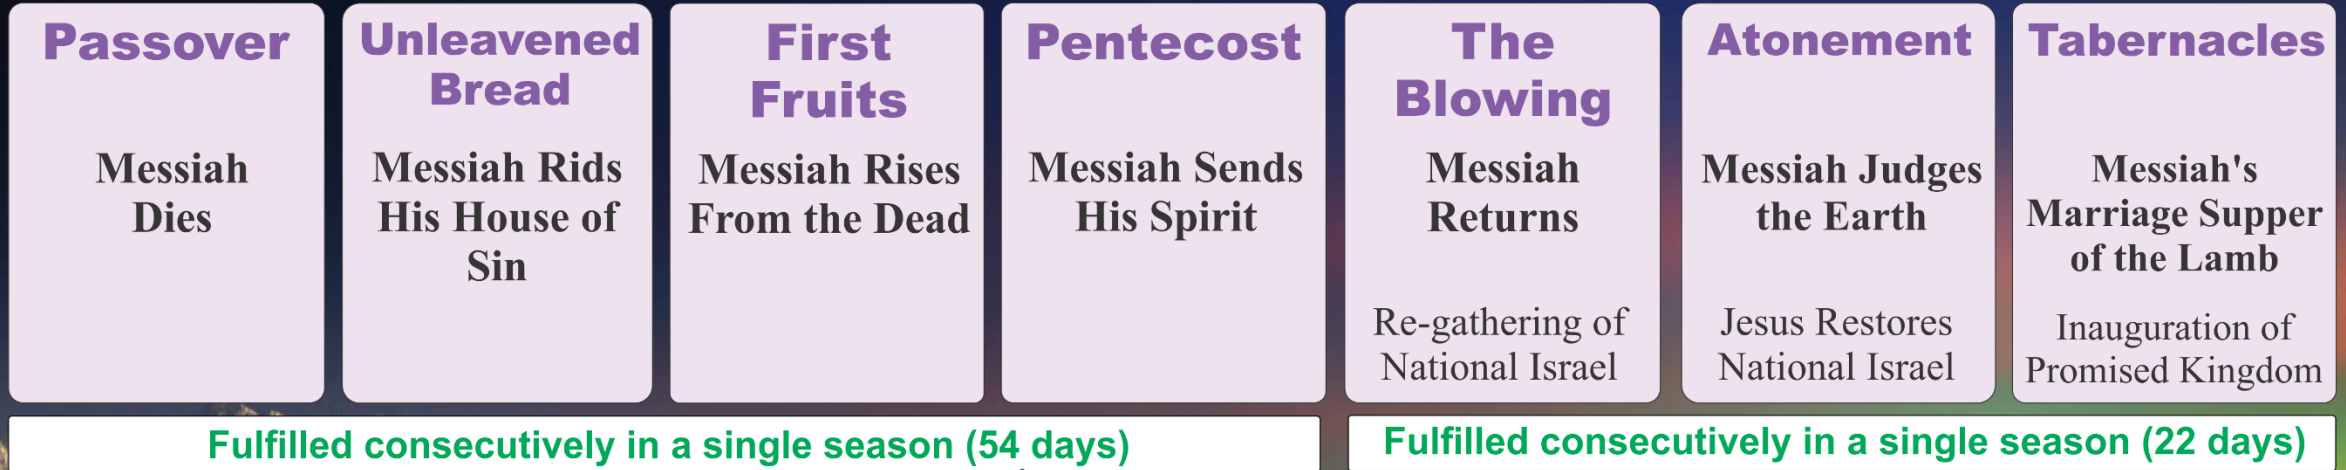 Passover
Messiah
Dies
Unleavened
Bread
Messiah Rids
His House of
Sin
First
Fruits
Messiah Rises
From the Dead
Pentecost
Messiah Sends
His Spirit
The
Blowing
Messiah
Returns
Re-gathering of
National Israel
Atonement
Messiah Judges
the Earth
Jesus Restores
National Israel
Tabernacles
Messiah's
Marriage Supper
of the Lamb
Inauguration of
Promised Kingdom
Fulfilled consecutively in a single season (54 days)
Fulfilled consecutively in a single season (22 days)